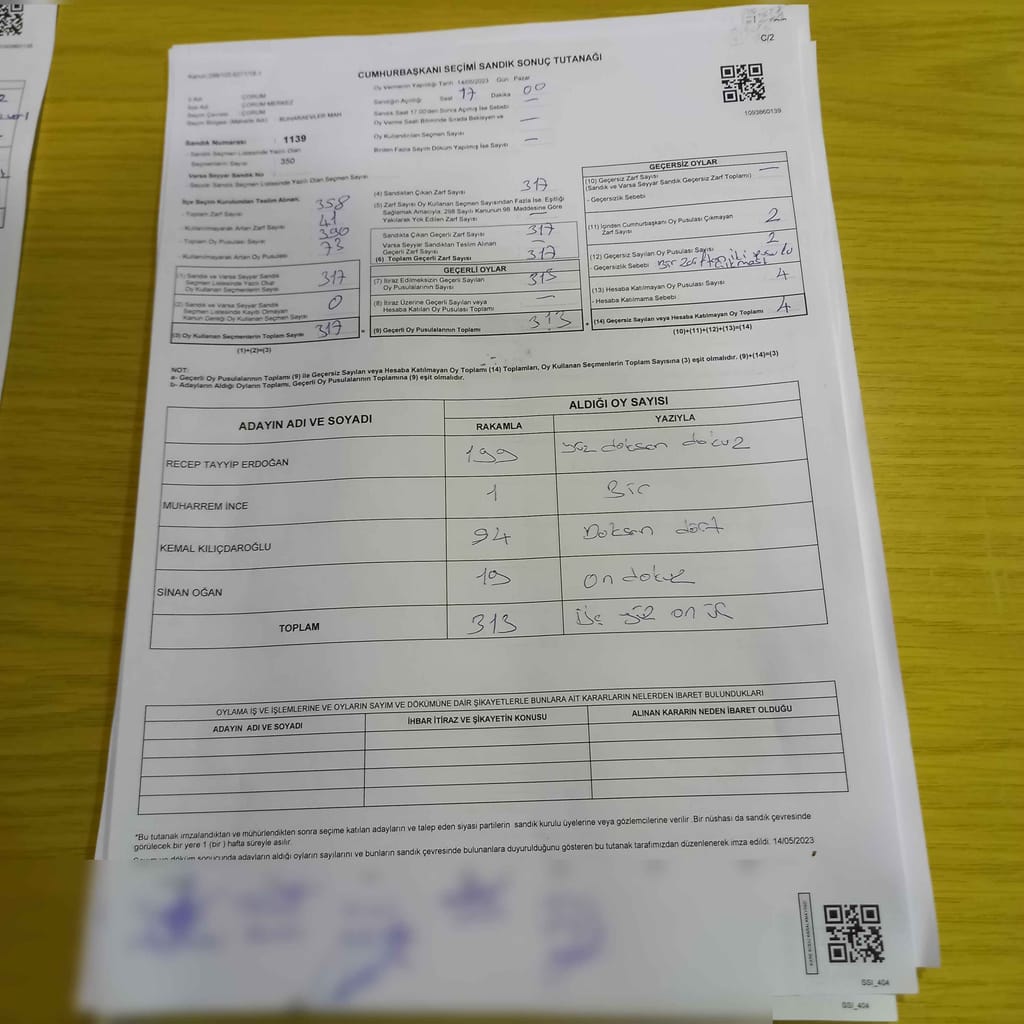 C/2
CUMHURBAŞKANI SEÇİMİ SANDIK SONUÇ TUTANAĞI
1093860139
İl Adı : ÇORUM
İlçe Adı : ÇORUM MERKEZ
Seçim Çevresi : ÇORUM
Seçim Bölgesi (Mahalle Adı) : BUHARAEVLER MAH
Sandık Numarası : 1139
- Sandık Seçmen Listesinde Yazılı Olan
Seçmenlerin Sayısı : 350
Varsa Seyyar Sandık No :
- Seyyar Sandık Seçmen Listesinde Yazılı Olan Seçmen Sayısı
Oy Vermenin Yapıldığı Tarih 14/05/2023 Gün Pazar
Sandığın Açıldığı Saat 17 Dakika 00
Sandık Saat 17.00'den Sonra Açılmış İse Sebebi —
Oy Verme Saati Bitiminde Sırada Bekleyen ve —
Oy Kullandırılan Seçmen Sayısı
Birden Fazla Sayım Döküm Yapılmış İse Sayısı —
İlçe Seçim Kurulundan Teslim Alınan;
- Toplam Zarf Sayısı 358
- Kullanılmayarak Artan Zarf Sayısı 41
- Toplam Oy Pusulası Sayısı 390
- Kullanılmayarak Artan Oy Pusulası 73
(1) Sandık ve Varsa Seyyar Sandık
Seçmen Listesinde Yazılı Olup
Oy Kullanan Seçmenlerin Sayısı 317
(2) Sandık ve Varsa Seyyar Sandık
Seçmen Listesinde Kaydı Olmayan
Kanun Gereği Oy Kullanan Seçmen Sayısı 0
(3) Oy Kullanan Seçmenlerin Toplam Sayısı 317
(1)+(2)=(3)
(4) Sandıktan Çıkan Zarf Sayısı 317
(5) Zarf Sayısı Oy Kullanan Seçmen Sayısından Fazla İse, Eşitliği
Sağlamak Amacıyla; 298 Sayılı Kanunun 98. Maddesine Göre
Yakılarak Yok Edilen Zarf Sayısı —
Sandıkta Çıkan Geçerli Zarf Sayısı 317
Varsa Seyyar Sandıktan Teslim Alınan
Geçerli Zarf Sayısı —
(6) Toplam Geçerli Zarf Sayısı 317
GEÇERLİ OYLAR
(7) İtiraz Edilmeksizin Geçerli Sayılan
Oy Pusulalarının Sayısı 313
(8) İtiraz Üzerine Geçerli Sayılan veya
Hesaba Katılan Oy Pusulası Toplamı —
(9) Geçerli Oy Pusulalarının Toplamı 313
GEÇERSİZ OYLAR
(10) Geçersiz Zarf Sayısı —
(Sandık ve Varsa Seyyar Sandık Geçersiz Zarf Toplamı)
- Geçersizlik Sebebi
(11) İçinden Cumhurbaşkanı Oy Pusulası Çıkmayan
Zarf Sayısı 2
(12) Geçersiz Sayılan Oy Pusulası Sayısı 2
- Geçersizlik Sebebi Bir zarftan iki pusula çıkması
(13) Hesaba Katılmayan Oy Pusulası Sayısı 4
- Hesaba Katılmama Sebebi
(14) Geçersiz Sayılan veya Hesaba Katılmayan Oy Toplamı 4
(10)+(11)+(12)+(13)=(14)
NOT:
a- Geçerli Oy Pusulalarının Toplamı (9) ile Geçersiz Sayılan veya Hesaba Katılmayan Oy Toplamı (14) Toplamları, Oy Kullanan Seçmenlerin Toplam Sayısına (3) eşit olmalıdır. (9)+(14)=(3)
b- Adayların Aldığı Oyların Toplamı, Geçerli Oy Pusulalarının Toplamına (9) eşit olmalıdır.
ADAYIN ADI VE SOYADI ALDIĞI OY SAYISI
RAKAMLA YAZIYLA
RECEP TAYYİP ERDOĞAN 199 yüz doksan dokuz
MUHARREM İNCE 1 Bir
KEMAL KILIÇDAROĞLU 94 Doksan dört
SİNAN OĞAN 19 on dokuz
TOPLAM 313 üç yüz on üç
OYLAMA İŞ VE İŞLEMLERİNE VE OYLARIN SAYIM VE DÖKÜMÜNE DAİR ŞİKAYETLERLE BUNLARA AİT KARARLARIN NELERDEN İBARET BULUNDUKLARI
ADAYIN ADI VE SOYADI İHBAR İTİRAZ VE ŞİKAYETİN KONUSU ALINAN KARARIN NEDEN İBARET OLDUĞU
*Bu tutanak imzalandıktan ve mühürlendikten sonra seçime katılan adayların ve talep eden siyasi partilerin sandık kurulu üyelerine veya gözlemcilerine verilir .Bir nüshası da sandık çevresinde
görülecek bir yere 1 (bir ) hafta süreyle asılır.
Sayım ve döküm sonucunda adayların aldığı oyların sayılarını ve bunların sandık çevresinde bulunanlara duyurulduğunu gösteren bu tutanak tarafımızdan düzenlenerek imza edildi. 14/05/2023
SSI_404
SSI_404